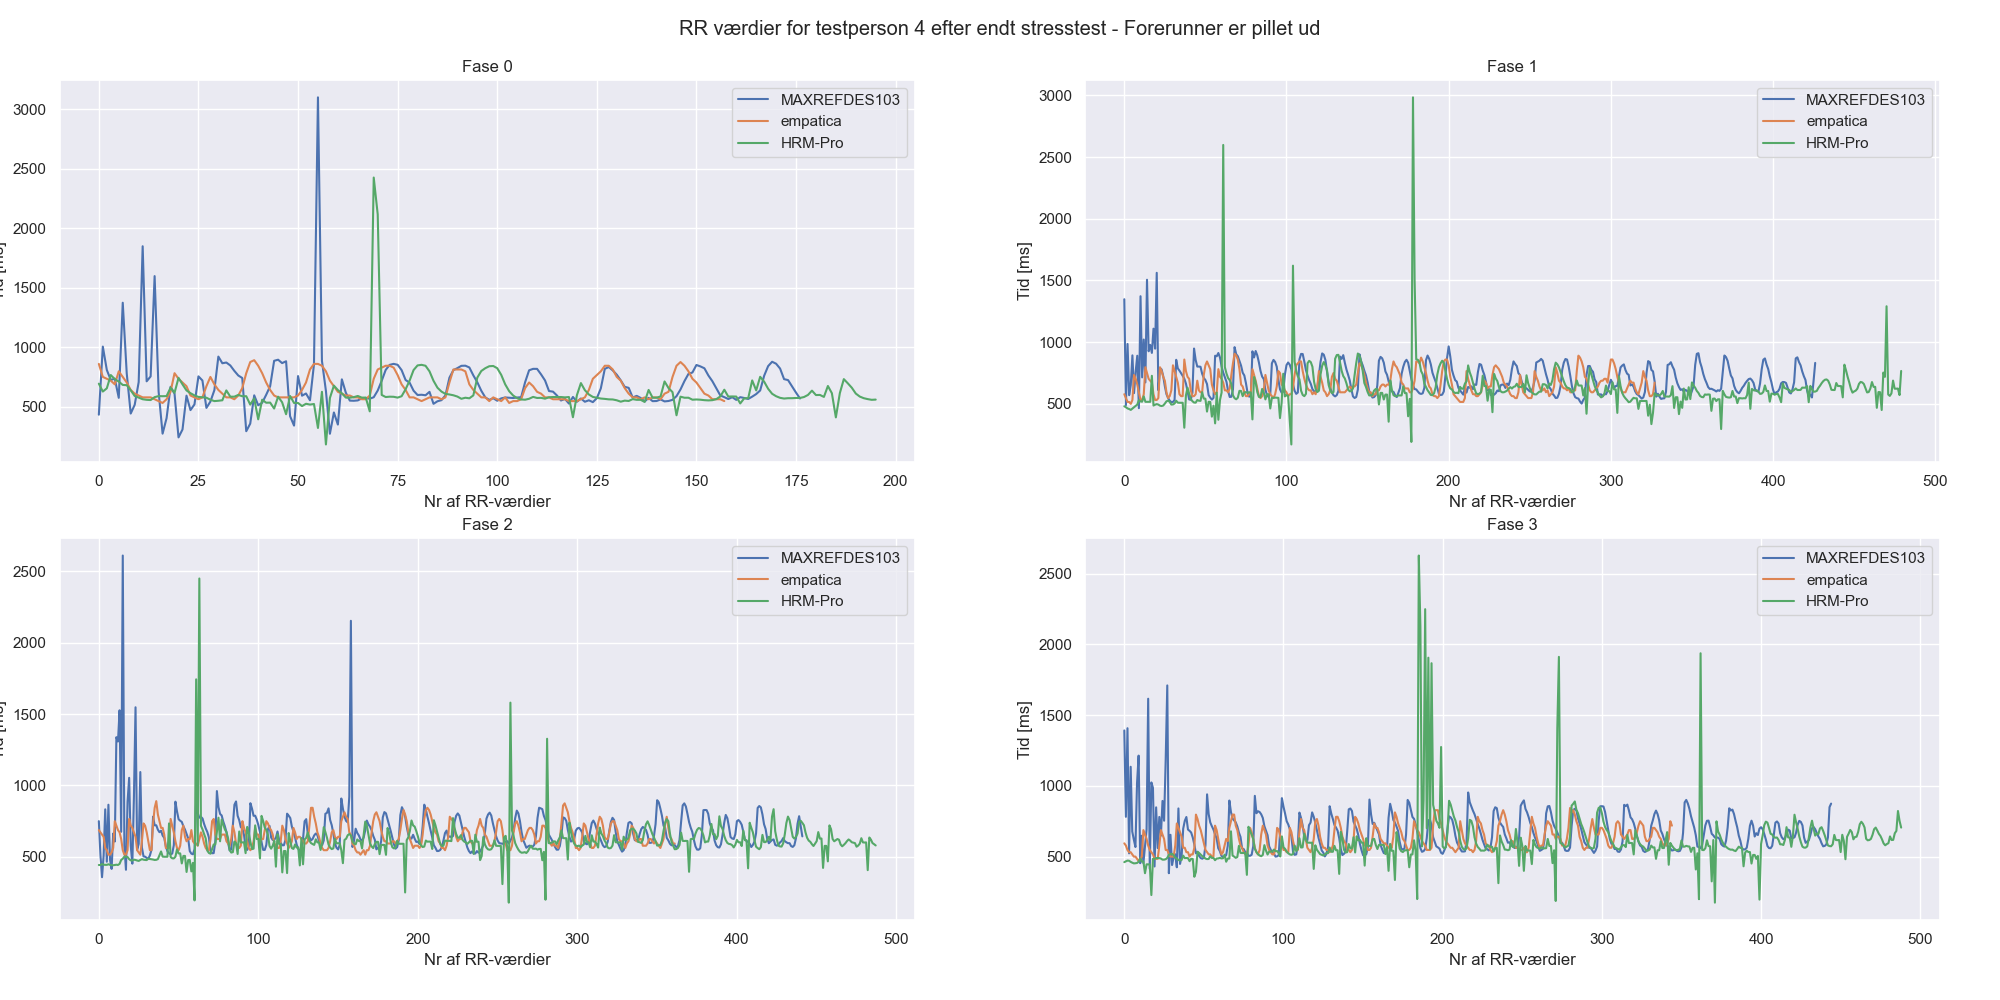 RR værdier for testperson 4 efter endt stresstest - Forerunner er pillet ud
Fase 0
3000
2500
2000
1500
1000
500
0
25
50
75
100
125
150
175
200
Nr af RR-værdier
MAXREFDES103
empatica
HRM-Pro
Fase 1
Tid [ms]
3000
2500
2000
1500
1000
500
0
100
200
300
400
500
Nr af RR-værdier
MAXREFDES103
empatica
HRM-Pro
Fase 2
2500
2000
1500
1000
500
0
100
200
300
400
500
Nr af RR-værdier
MAXREFDES103
empatica
HRM-Pro
Fase 3
Tid [ms]
2500
2000
1500
1000
500
0
100
200
300
400
500
Nr af RR-værdier
MAXREFDES103
empatica
HRM-Pro